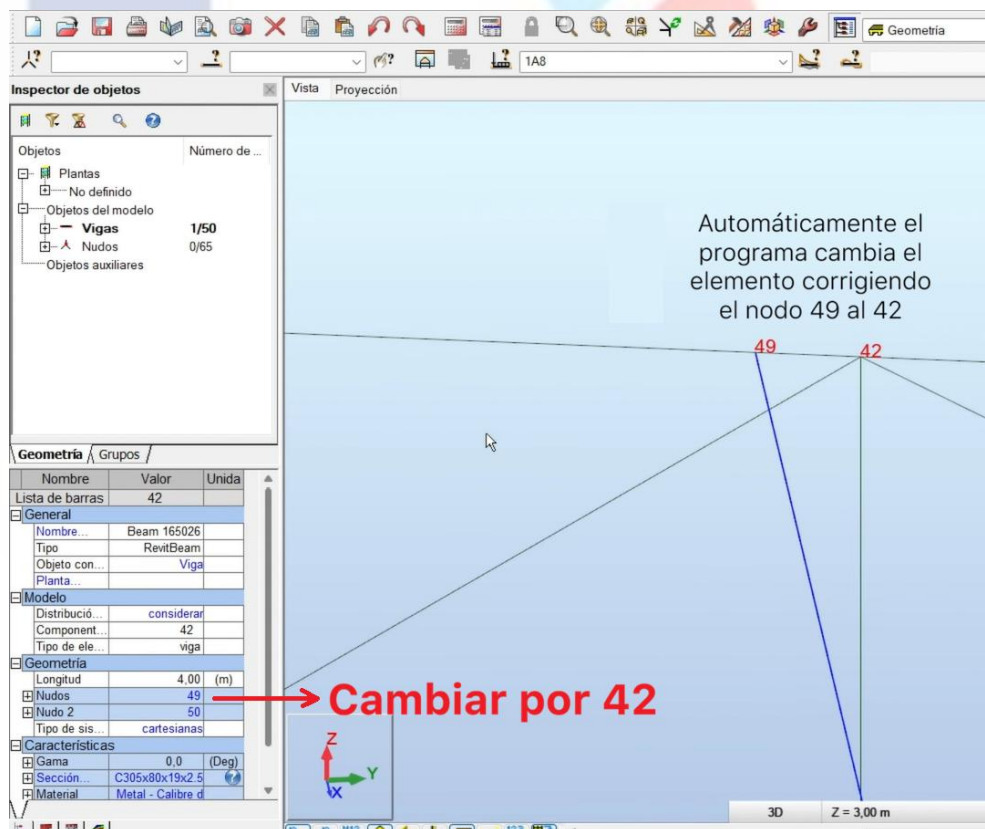 Geometría
1A8
Inspector de objetos
Vista Proyección
Objetos Número de ...
Plantas
No definido
Objetos del modelo
Vigas 1/50
Nudos 0/65
Objetos auxiliares
Automáticamente el
programa cambia el
elemento corrigiendo
el nodo 49 al 42
49 42
Geometría Grupos
Nombre Valor Unida
Lista de barras 42
General
Nombre... Beam 165026
Tipo RevitBeam
Objeto con... Viga
Planta...
Modelo
Distribució... considerar
Component... 42
Tipo de ele... viga
Geometría
Longitud 4,00 (m)
Nudos 49
Cambiar por 42
Nudo 2 50
Tipo de sis... cartesianas
Características
Gama 0,0 (Deg)
Sección... C305x80x19x2.5
Material Metal - Calibre d
Z
Y
X
3D Z = 3,00 m